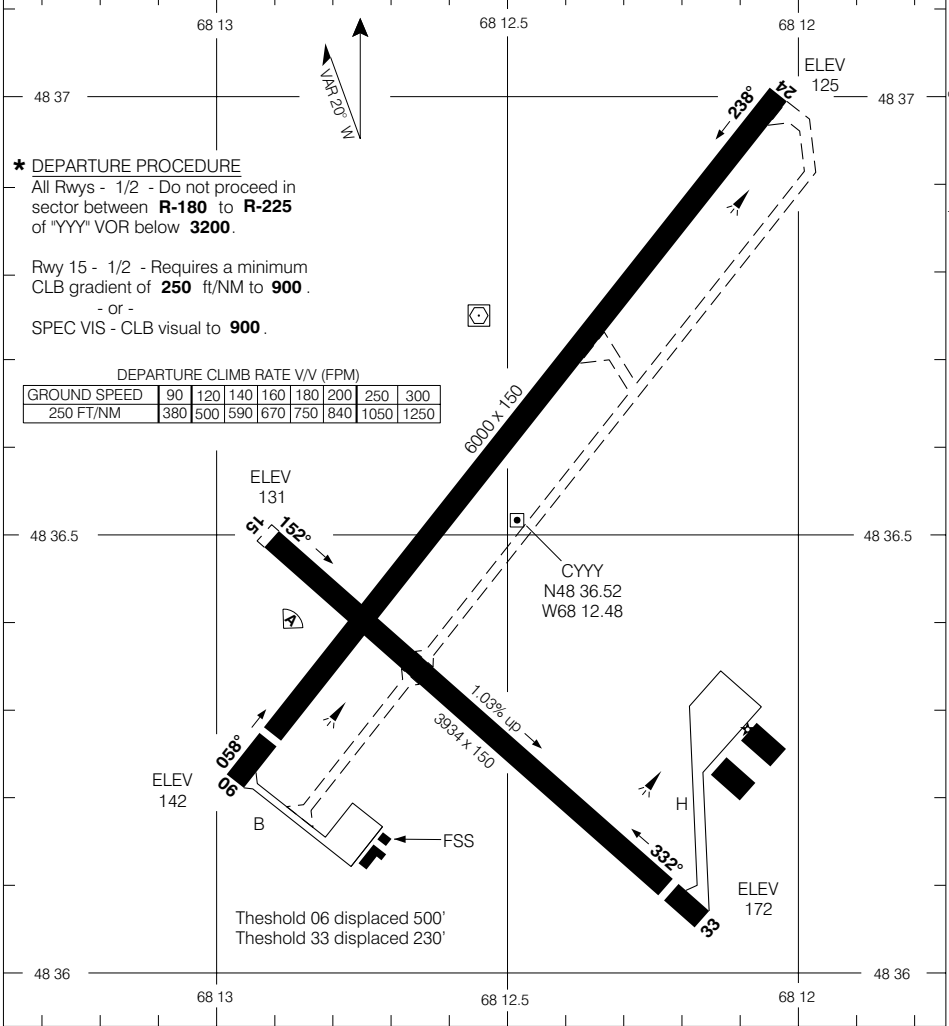 68 13
68 12.5
68 12
VAR 20° W
ELEV
125
24
238°
48 37
48 37
* DEPARTURE PROCEDURE
All Rwys - 1/2 - Do not proceed in
sector between R-180 to R-225
of "YYY" VOR below 3200.
Rwy 15 - 1/2 - Requires a minimum
CLB gradient of 250 ft/NM to 900.
- or -
SPEC VIS - CLB visual to 900.
DEPARTURE CLIMB RATE V/V (FPM)
GROUND SPEED 90 120 140 160 180 200 250 300
250 FT/NM 380 500 590 670 750 840 1050 1250
6000 x 150
ELEV
131
15
152°
48 36.5
48 36.5
CYYY
N48 36.52
W68 12.48
A
1.03% up
3934 x 150
058°
06
ELEV
142
B
FSS
H
332°
33
ELEV
172
Theshold 06 displaced 500'
Theshold 33 displaced 230'
48 36
48 36
68 13
68 12.5
68 12